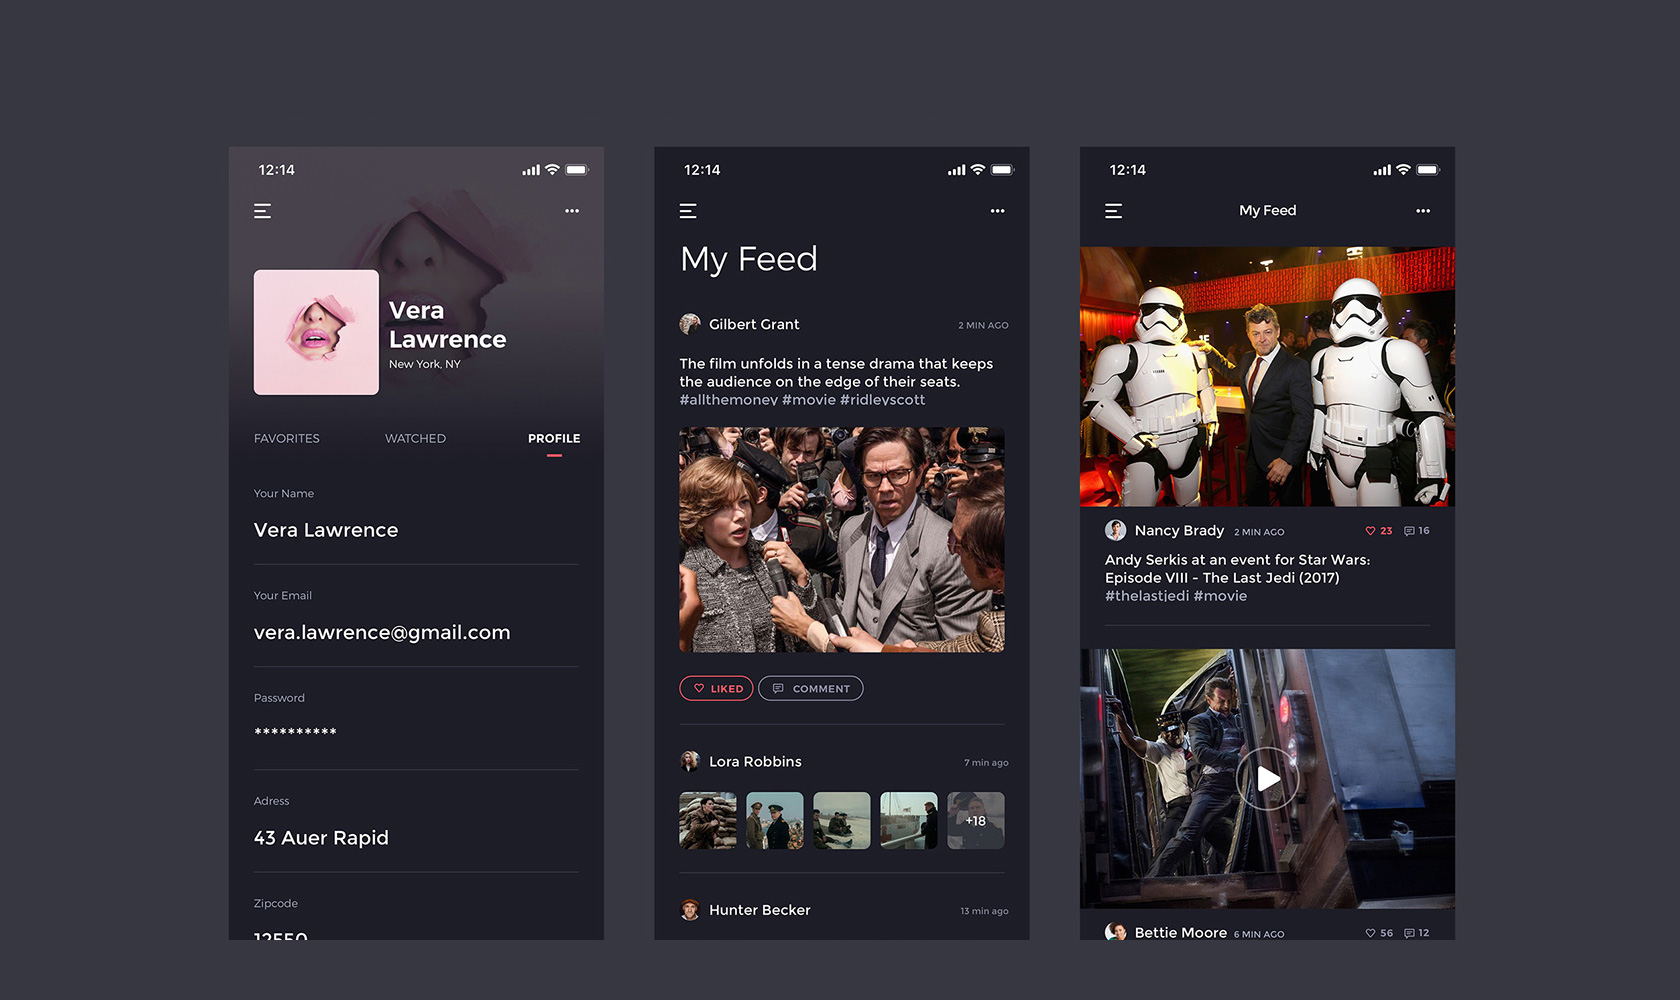 12:14
Vera
Lawrence
New York, NY
FAVORITES WATCHED PROFILE
Your Name
Vera Lawrence
Your Email
vera.lawrence@gmail.com
Password
**********
Adress
43 Auer Rapid
Zipcode
12550
12:14
My Feed
Gilbert Grant 2 MIN AGO
The film unfolds in a tense drama that keeps
the audience on the edge of their seats.
#allthemoney #movie #ridleyscott
LIKED COMMENT
Lora Robbins 7 min ago
+18
Hunter Becker 13 min ago
12:14
My Feed
Nancy Brady 2 MIN AGO 23 16
Andy Serkis at an event for Star Wars:
Episode VIII - The Last Jedi (2017)
#thelastjedi #movie
Bettie Moore 6 MIN AGO 56 12